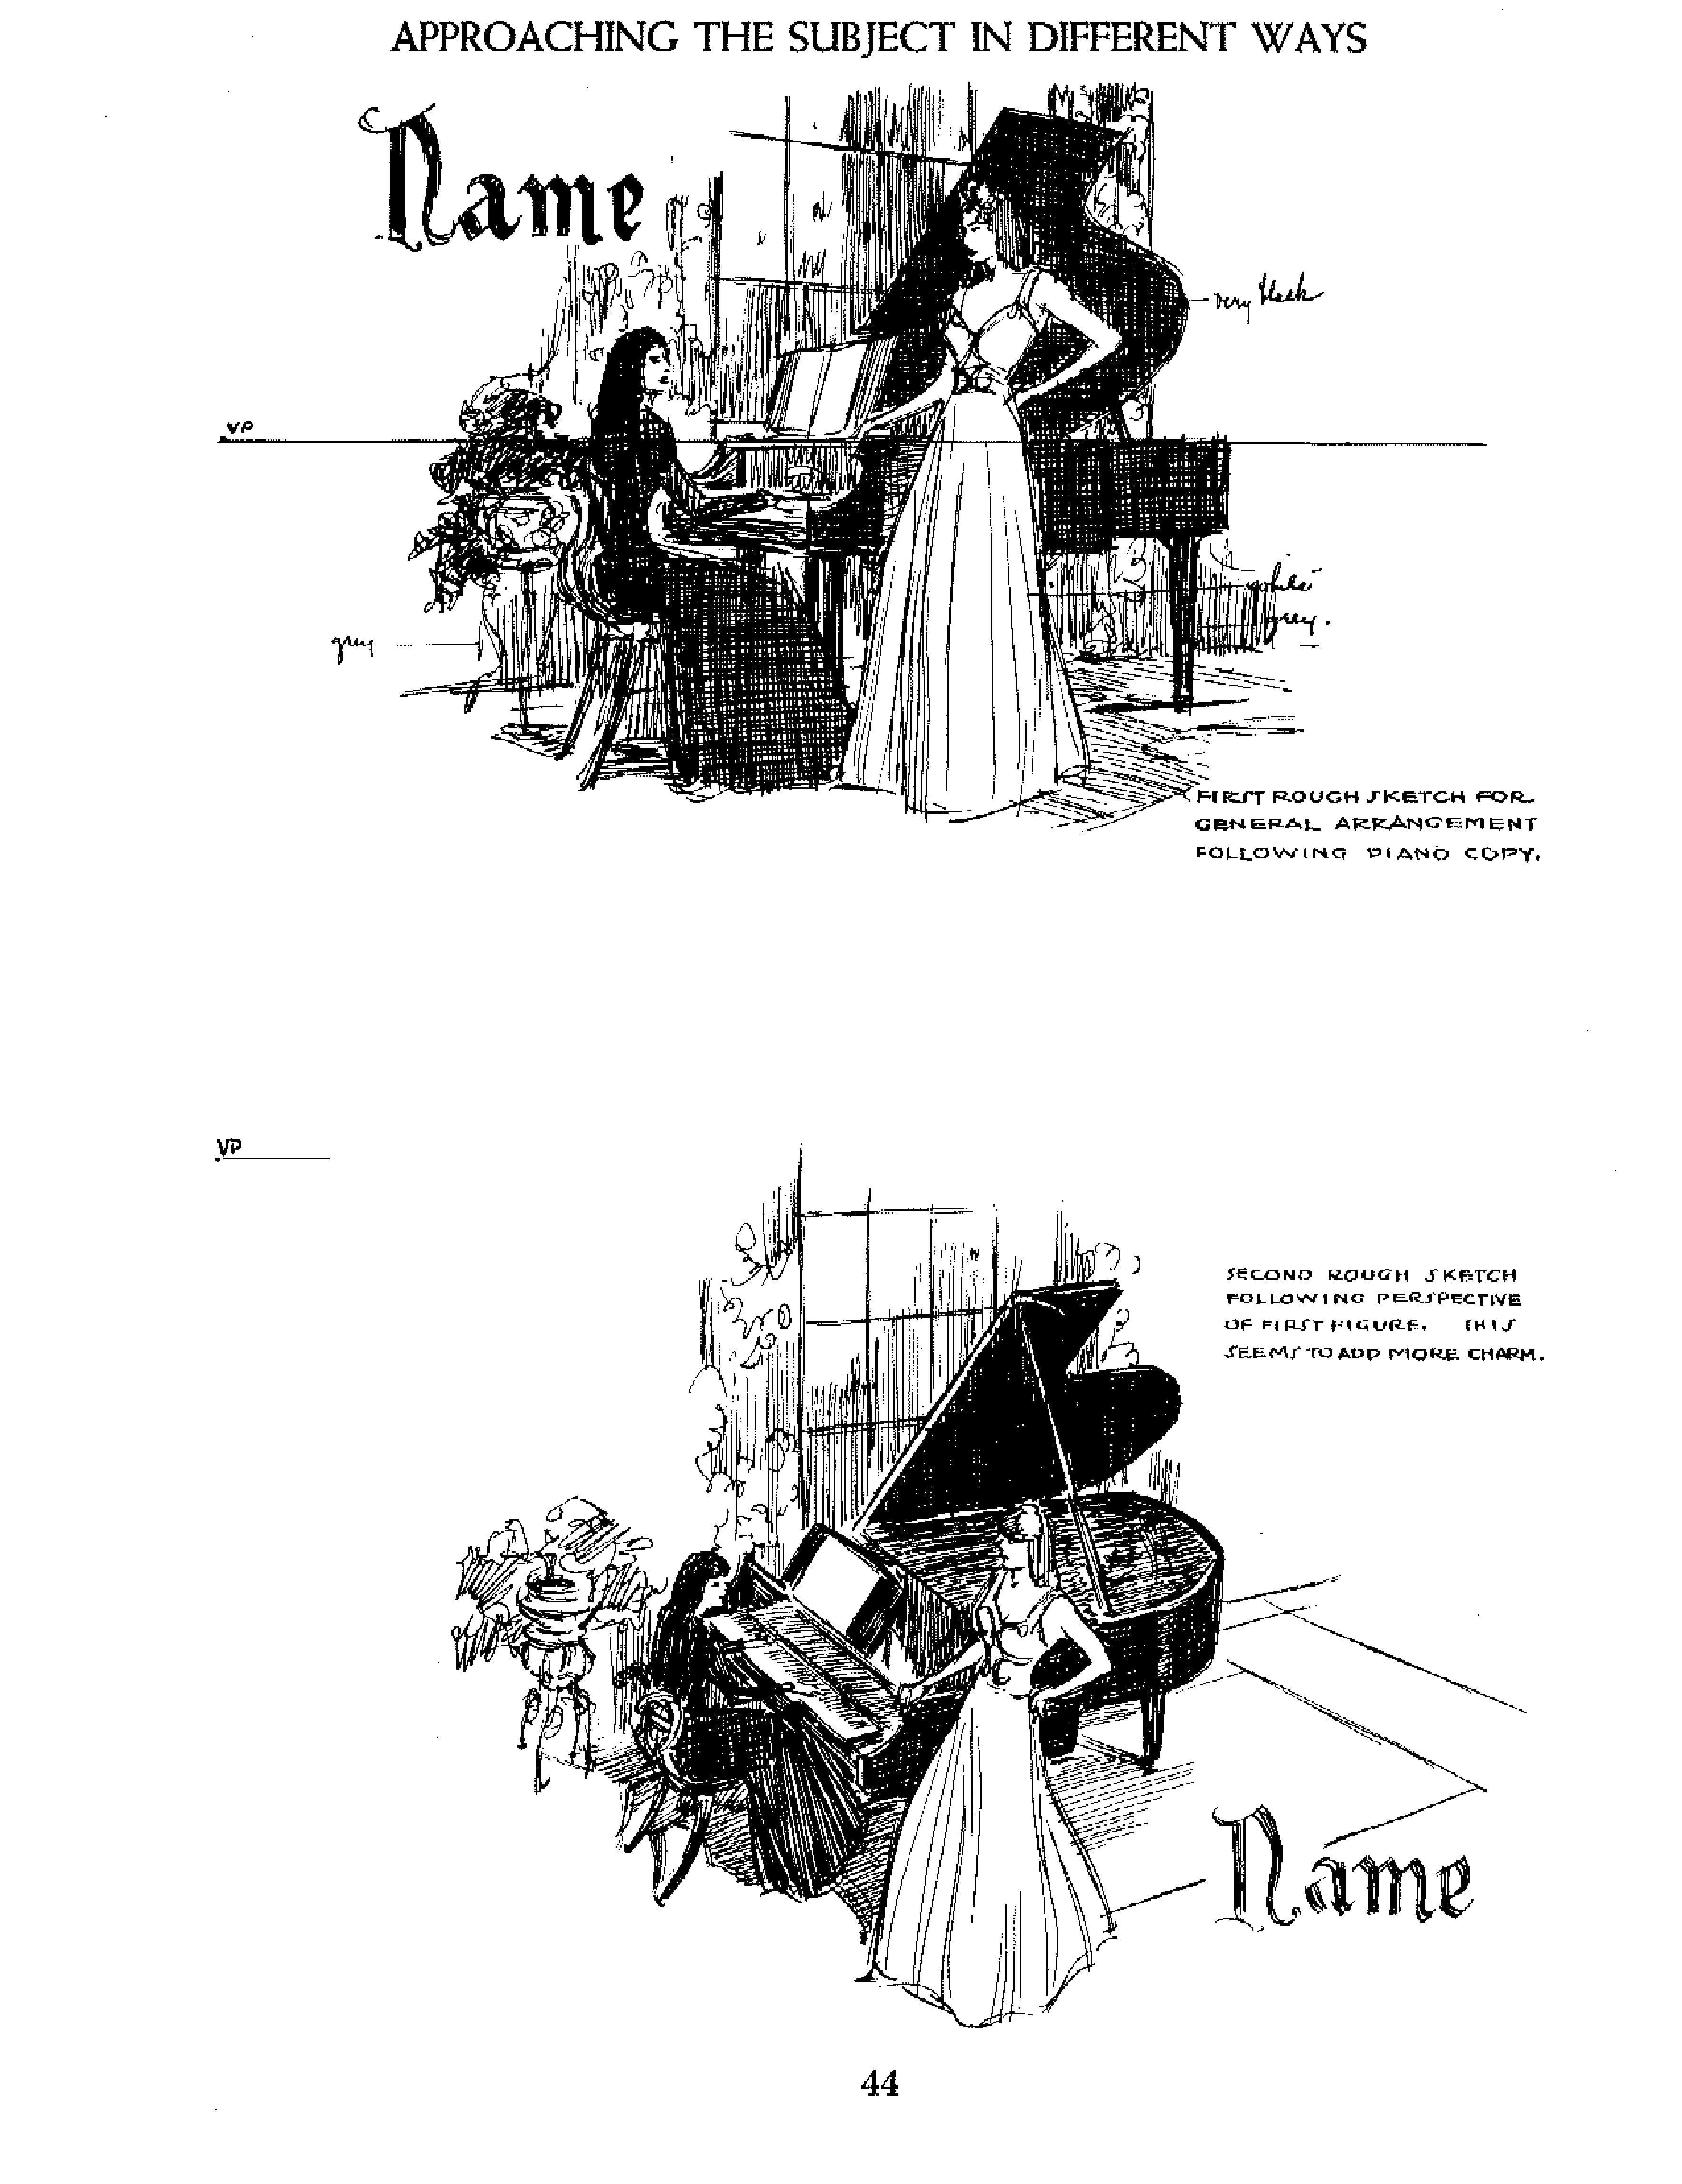 APPROACHING THE SUBJECT IN DIFFERENT WAYS
Name
very black
VP
white
grey.
grey
FIRST ROUGH SKETCH FOR
GENERAL ARRANGEMENT
FOLLOWING PIANO COPY.
VP
SECOND ROUGH SKETCH
FOLLOWING PERSPECTIVE
OF FIRST FIGURE. THIS
SEEMS TO ADD MORE CHARM.
Name
44